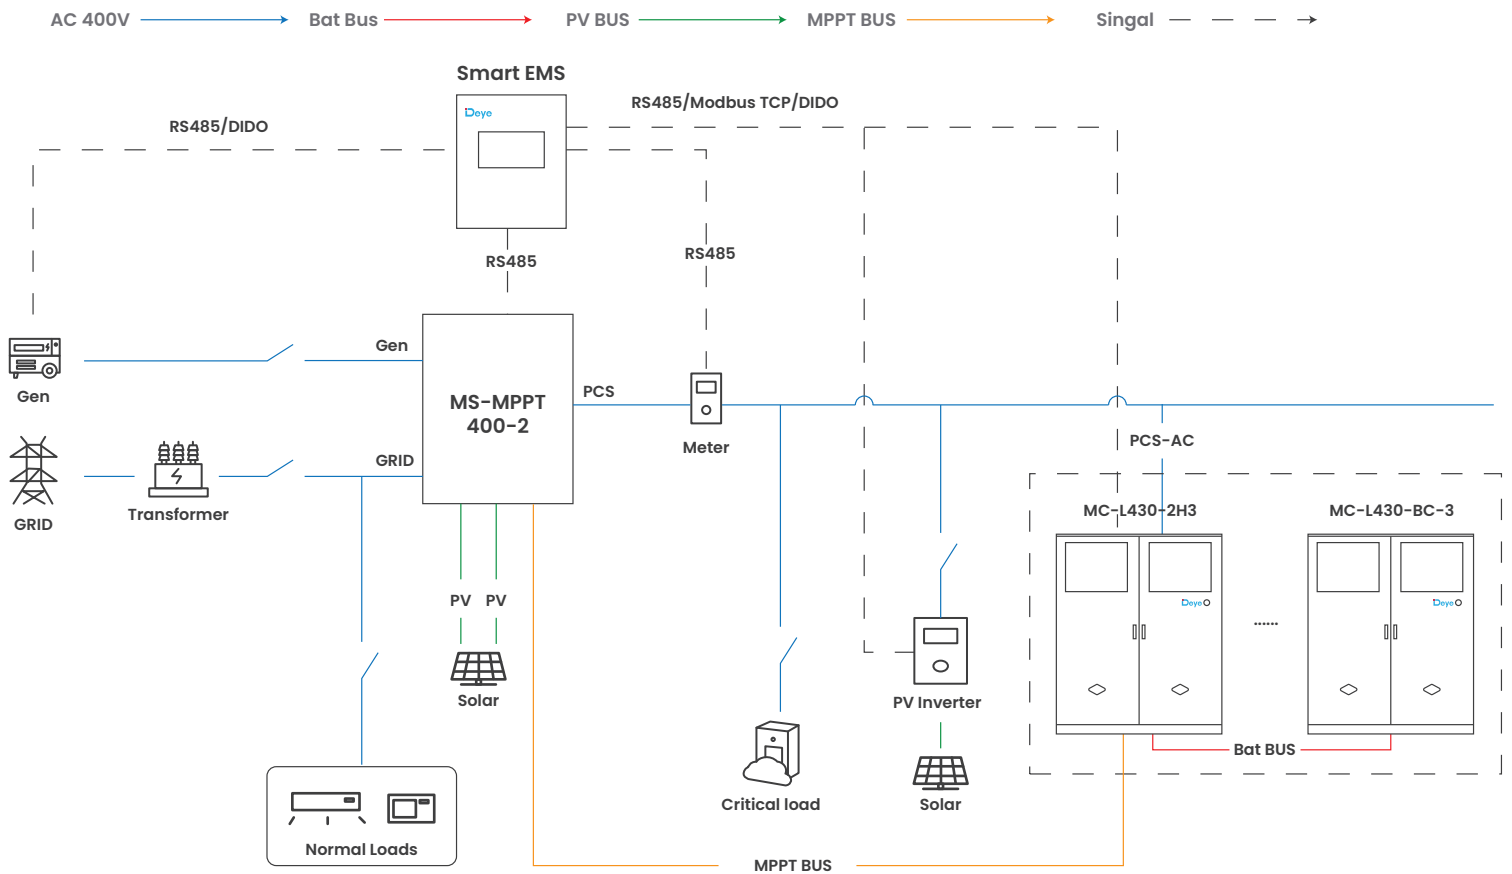 AC 400V
Bat Bus
PV BUS
MPPT BUS
Singal
Smart EMS
Deye
RS485/DIDO
RS485/Modbus TCP/DIDO
RS485
RS485
Gen
Gen
MS-MPPT
400-2
PCS
Meter
GRID
GRID
Transformer
PCS-AC
MC-L430-2H3
MC-L430-BC-3
Deye
Deye
......
PV
PV
Solar
PV Inverter
Bat BUS
Critical load
Solar
Normal Loads
MPPT BUS